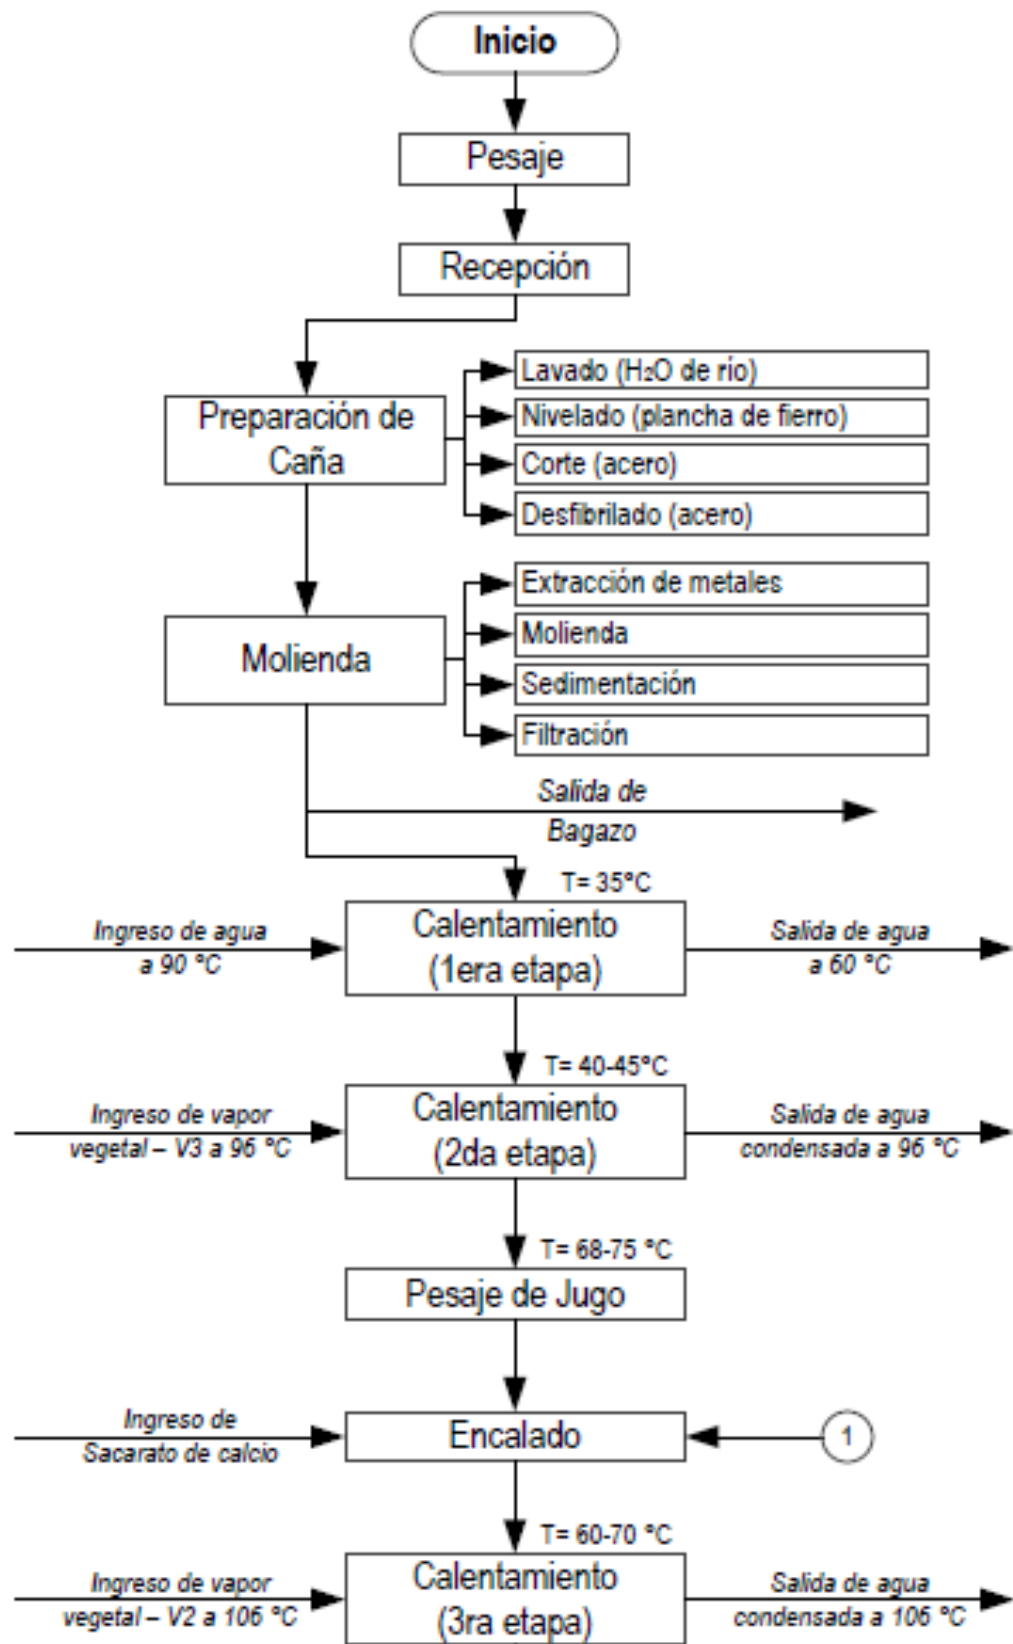 Inicio
Pesaje
Recepción
Preparación de
Caña
Lavado (H₂O de río)
Nivelado (plancha de fierro)
Corte (acero)
Desfibrilado (acero)
Molienda
Extracción de metales
Molienda
Sedimentación
Filtración
Salida de
Bagazo
T= 35°C
Ingreso de agua
a 90 °C
Calentamiento
(1era etapa)
Salida de agua
a 60 °C
T= 40-45°C
Ingreso de vapor
vegetal – V3 a 96 °C
Calentamiento
(2da etapa)
Salida de agua
condensada a 96 °C
T= 68-75 °C
Pesaje de Jugo
Ingreso de
Sacarato de calcio
Encalado
1
T= 60-70 °C
Ingreso de vapor
vegetal – V2 a 106 °C
Calentamiento
(3ra etapa)
Salida de agua
condensada a 106 °C